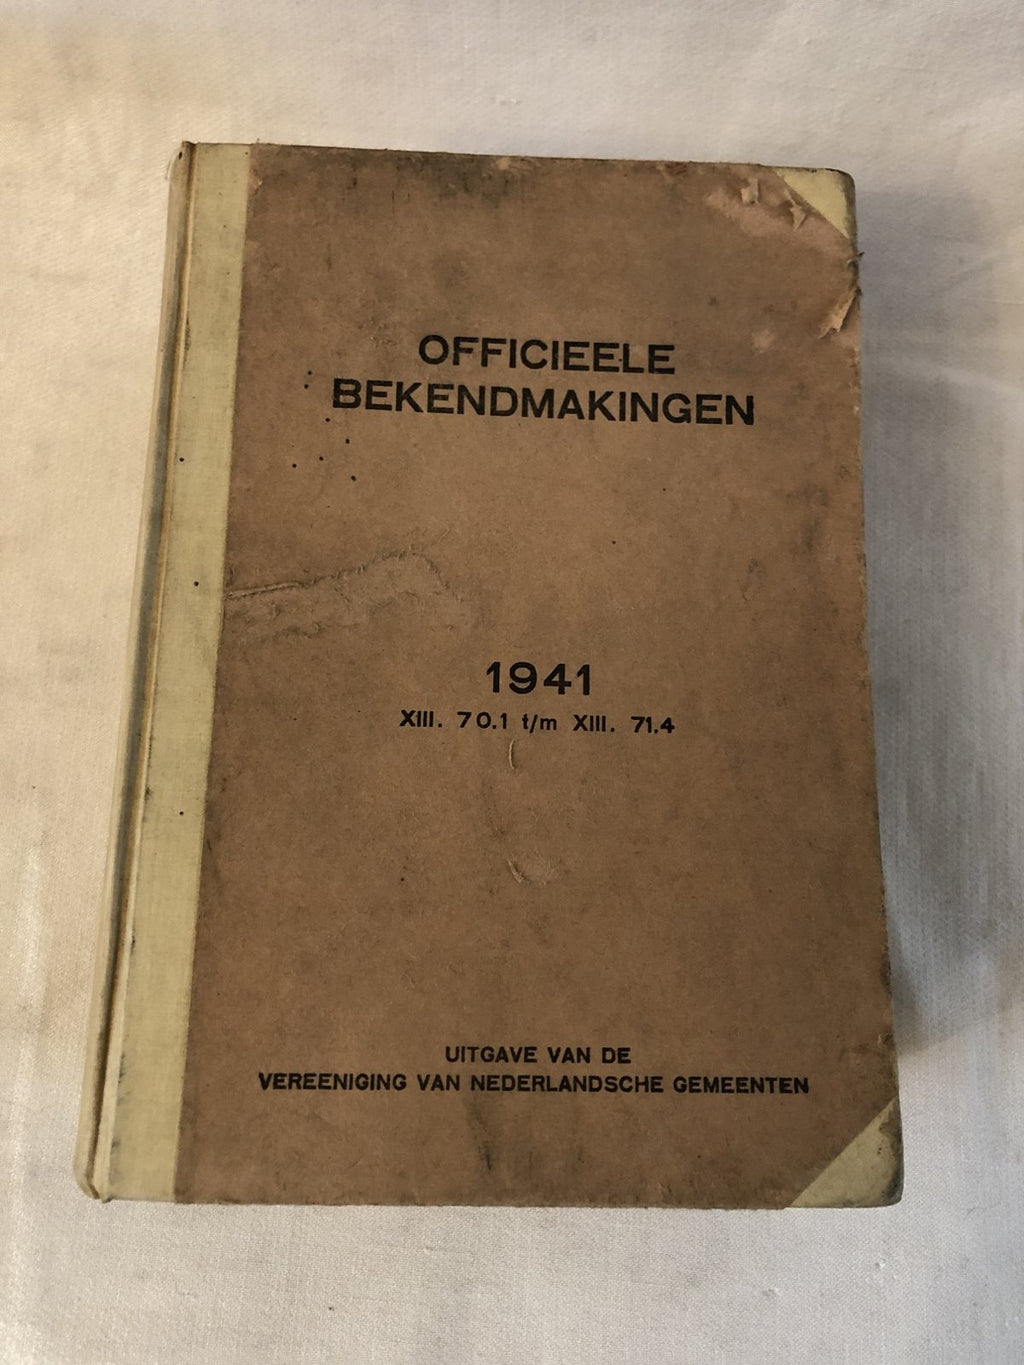 OFFICIEELE
BEKENDMAKINGEN
1941
XIII. 70.1 t/m XIII. 71.4
UITGAVE VAN DE
VEREENIGING VAN NEDERLANDSCHE GEMEENTEN